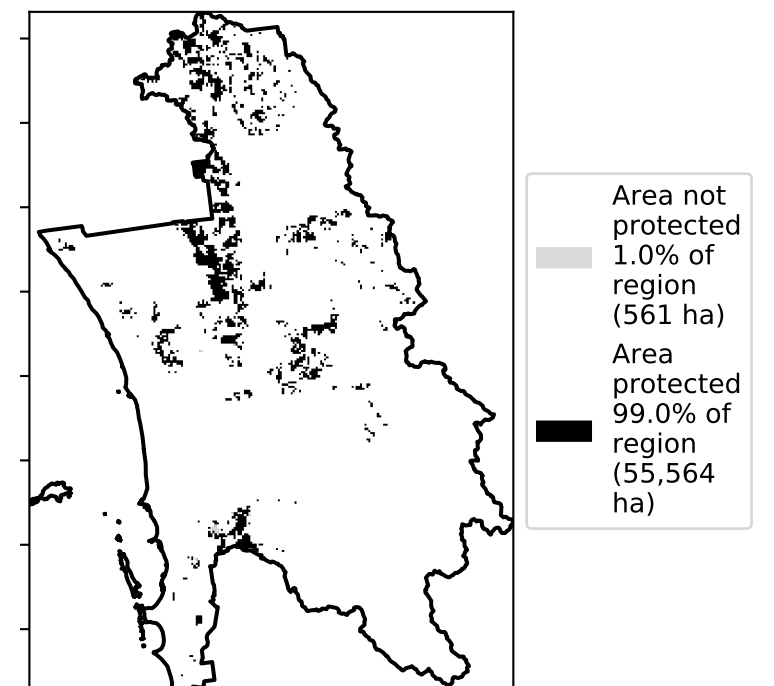 Area not
protected
1.0% of
region
(561 ha)
Area
protected
99.0% of
region
(55,564
ha)